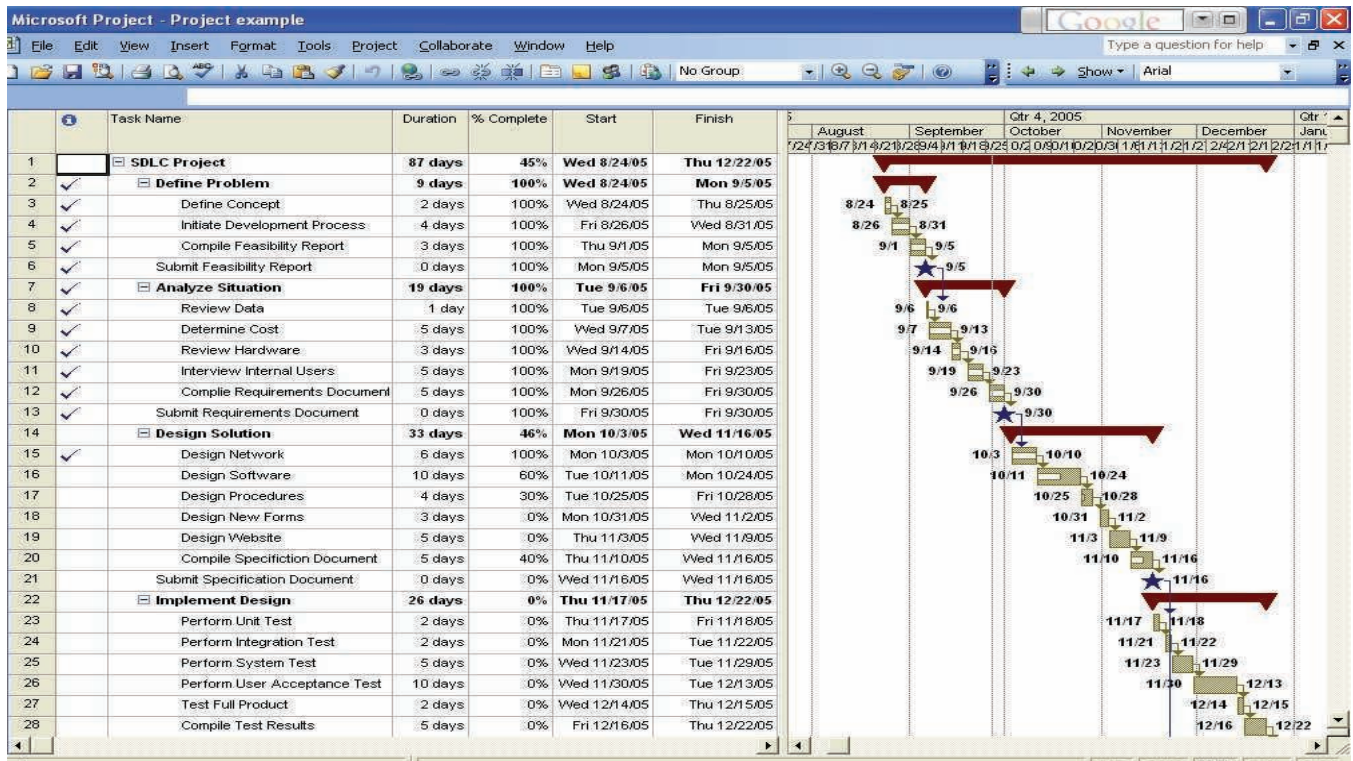 Microsoft Project - Project example
Google
File Edit View Insert Format Tools Project Collaborate Window Help
Type a question for help
No Group Show Arial
Task Name Duration % Complete Start Finish
Qtr 4, 2005 Qtr
August September October November December Janu
1 SDLC Project 87 days 45% Wed 8/24/05 Thu 12/22/05
2 Define Problem 9 days 100% Wed 8/24/05 Mon 9/5/05
3 Define Concept 2 days 100% Wed 8/24/05 Thu 8/25/05 8/24 8/25
4 Initiate Development Process 4 days 100% Fri 8/26/05 Wed 8/31/05 8/26 8/31
5 Compile Feasibility Report 3 days 100% Thu 9/1/05 Mon 9/5/05 9/1 9/5
6 Submit Feasibility Report 0 days 100% Mon 9/5/05 Mon 9/5/05 9/5
7 Analyze Situation 19 days 100% Tue 9/6/05 Fri 9/30/05
8 Review Data 1 day 100% Tue 9/6/05 Tue 9/6/05 9/6 9/6
9 Determine Cost 5 days 100% Wed 9/7/05 Tue 9/13/05 9/7 9/13
10 Review Hardware 3 days 100% Wed 9/14/05 Fri 9/16/05 9/14 9/16
11 Interview Internal Users 5 days 100% Mon 9/19/05 Fri 9/23/05 9/19 9/23
12 Complie Requirements Document 5 days 100% Mon 9/26/05 Fri 9/30/05 9/26 9/30
13 Submit Requirements Document 0 days 100% Fri 9/30/05 Fri 9/30/05 9/30
14 Design Solution 33 days 46% Mon 10/3/05 Wed 11/16/05
15 Design Network 6 days 100% Mon 10/3/05 Mon 10/10/05 10/3 10/10
16 Design Software 10 days 60% Tue 10/11/05 Mon 10/24/05 10/11 10/24
17 Design Procedures 4 days 30% Tue 10/25/05 Fri 10/28/05 10/25 10/28
18 Design New Forms 3 days 0% Mon 10/31/05 Wed 11/2/05 10/31 11/2
19 Design Website 5 days 0% Thu 11/3/05 Wed 11/9/05 11/3 11/9
20 Compile Specifiction Document 5 days 40% Thu 11/10/05 Wed 11/16/05 11/10 11/16
21 Submit Specification Document 0 days 0% Wed 11/16/05 Wed 11/16/05 11/16
22 Implement Design 26 days 0% Thu 11/17/05 Thu 12/22/05
23 Perform Unit Test 2 days 0% Thu 11/17/05 Fri 11/18/05 11/17 11/18
24 Perform Integration Test 2 days 0% Mon 11/21/05 Tue 11/22/05 11/21 11/22
25 Perform System Test 5 days 0% Wed 11/23/05 Tue 11/29/05 11/23 11/29
26 Perform User Acceptance Test 10 days 0% Wed 11/30/05 Tue 12/13/05 11/30 12/13
27 Test Full Product 2 days 0% Wed 12/14/05 Thu 12/15/05 12/14 12/15
28 Compile Test Results 5 days 0% Fri 12/16/05 Thu 12/22/05 12/16 12/22